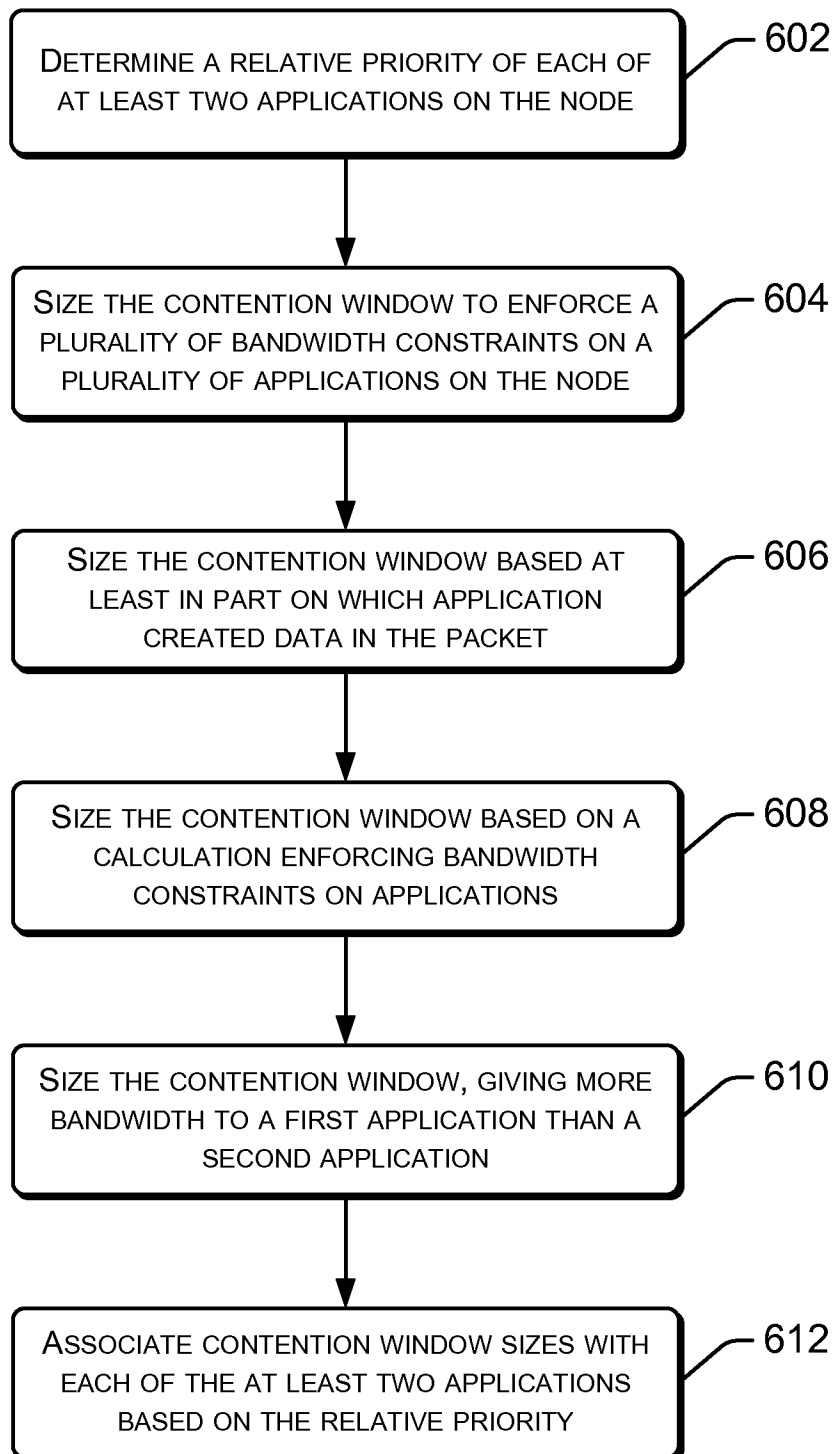 DETERMINE A RELATIVE PRIORITY OF EACH OF
AT LEAST TWO APPLICATIONS ON THE NODE
602
SIZE THE CONTENTION WINDOW TO ENFORCE A
PLURALITY OF BANDWIDTH CONSTRAINTS ON A
PLURALITY OF APPLICATIONS ON THE NODE
604
SIZE THE CONTENTION WINDOW BASED AT
LEAST IN PART ON WHICH APPLICATION
CREATED DATA IN THE PACKET
606
SIZE THE CONTENTION WINDOW BASED ON A
CALCULATION ENFORCING BANDWIDTH
CONSTRAINTS ON APPLICATIONS
608
SIZE THE CONTENTION WINDOW, GIVING MORE
BANDWIDTH TO A FIRST APPLICATION THAN A
SECOND APPLICATION
610
ASSOCIATE CONTENTION WINDOW SIZES WITH
EACH OF THE AT LEAST TWO APPLICATIONS
BASED ON THE RELATIVE PRIORITY
612